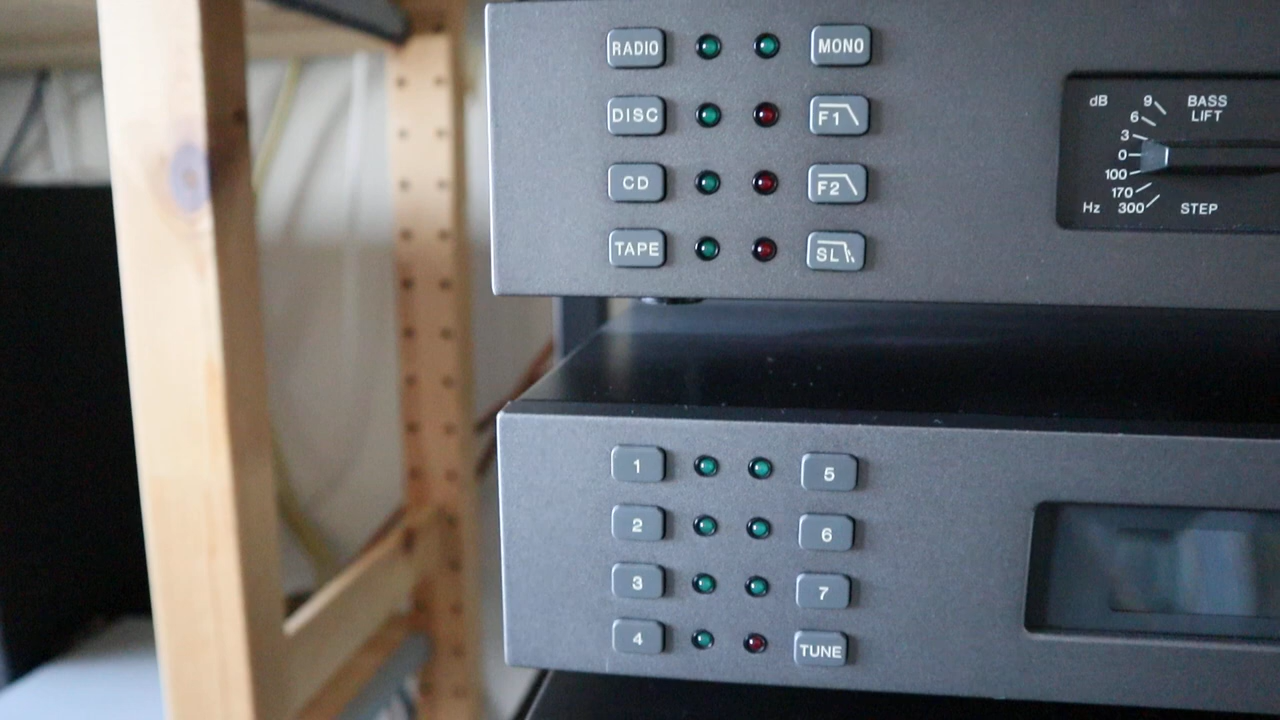 RADIO MONO
DISC F1
CD F2
TAPE SL
dB 9 BASS
6 LIFT
3
0
100
170
Hz 300 STEP
1 5
2 6
3 7
4 TUNE